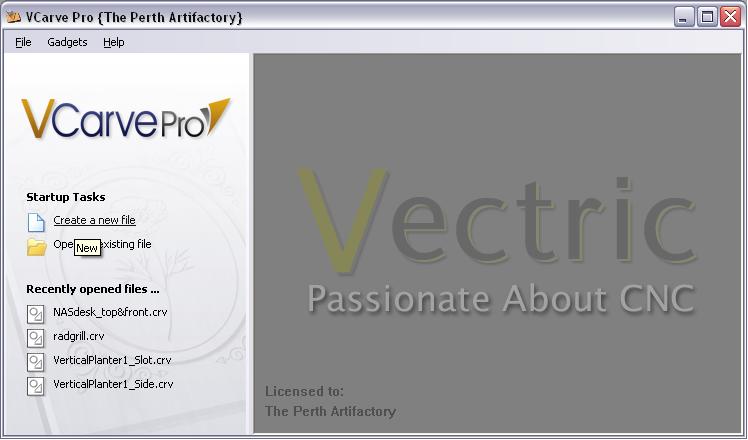 VCarve Pro {The Perth Artifactory}
File Gadgets Help
VCarve Pro
Startup Tasks
Create a new file
Ope existing file
New
Recently opened files ...
NASdesk_top&front.crv
radgrill.crv
VerticalPlanter1_Slot.crv
VerticalPlanter1_Side.crv
Vectric
Passionate About CNC
Licensed to:
The Perth Artifactory